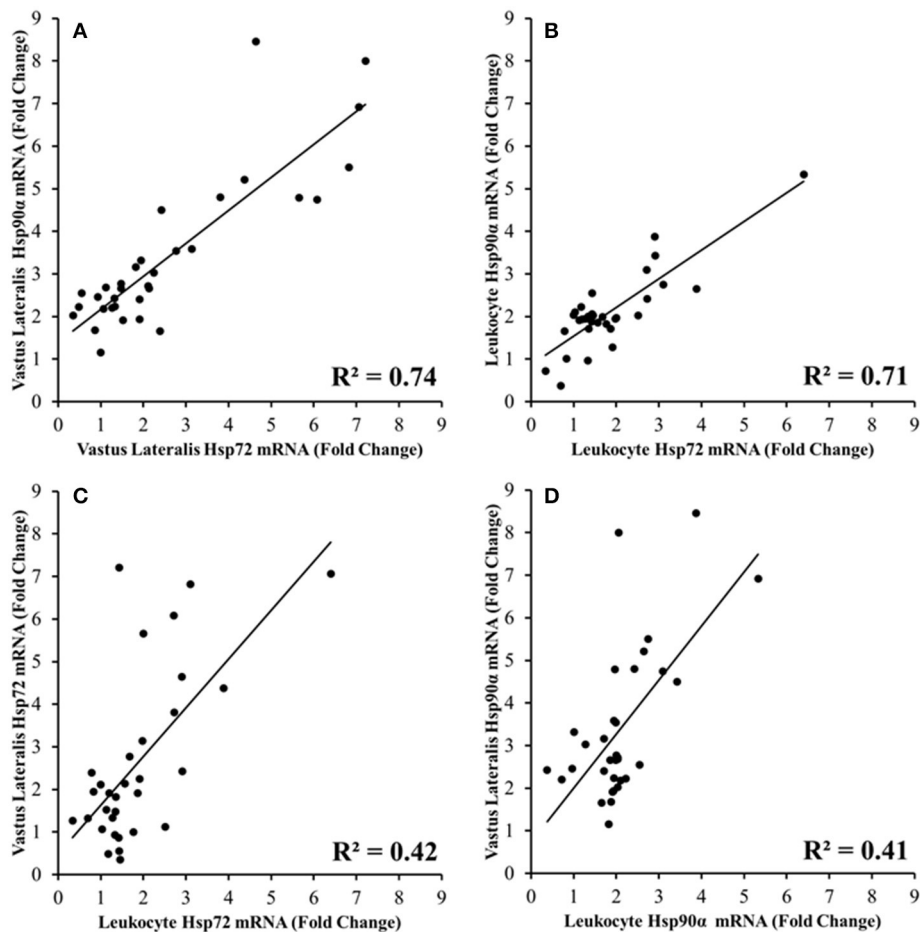 A
Vastus Lateralis Hsp90α mRNA (Fold Change)
9
8
7
6
5
4
3
2
1
0
0 1 2 3 4 5 6 7 8 9
R² = 0.74
Vastus Lateralis Hsp72 mRNA (Fold Change)
B
Leukocyte Hsp90α mRNA (Fold Change)
9
8
7
6
5
4
3
2
1
0
0 1 2 3 4 5 6 7 8 9
R² = 0.71
Leukocyte Hsp72 mRNA (Fold Change)
C
Vastus Lateralis Hsp72 mRNA (Fold Change)
9
8
7
6
5
4
3
2
1
0
0 1 2 3 4 5 6 7 8 9
R² = 0.42
Leukocyte Hsp72 mRNA (Fold Change)
D
Vastus Lateralis Hsp90α mRNA (Fold Change)
9
8
7
6
5
4
3
2
1
0
0 1 2 3 4 5 6 7 8 9
R² = 0.41
Leukocyte Hsp90α mRNA (Fold Change)